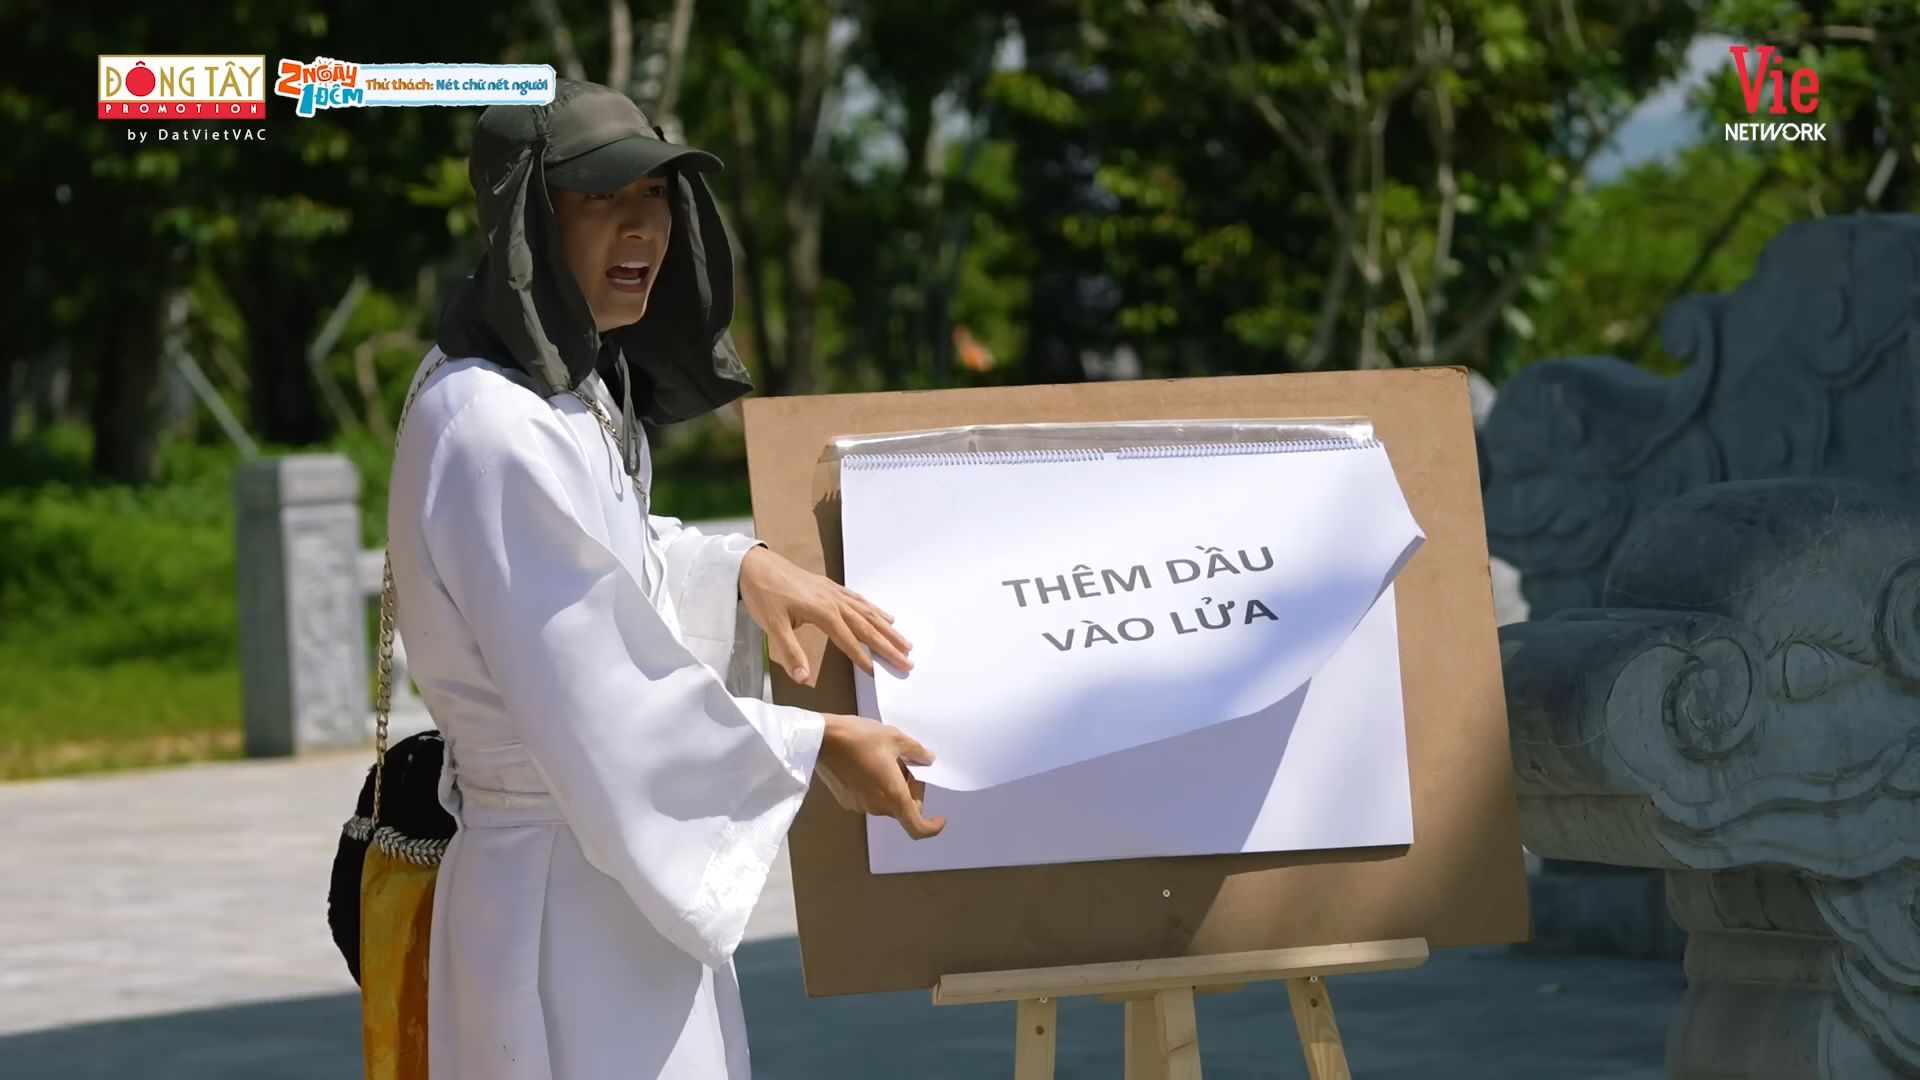 ĐÔNG TÂY
PROMOTION
by DatVietVAC
2 NGÀY
1 ĐÊM
Thử thách: Nét chữ nết người
Vie
NETWORK
THÊM DẦU
VÀO LỬA